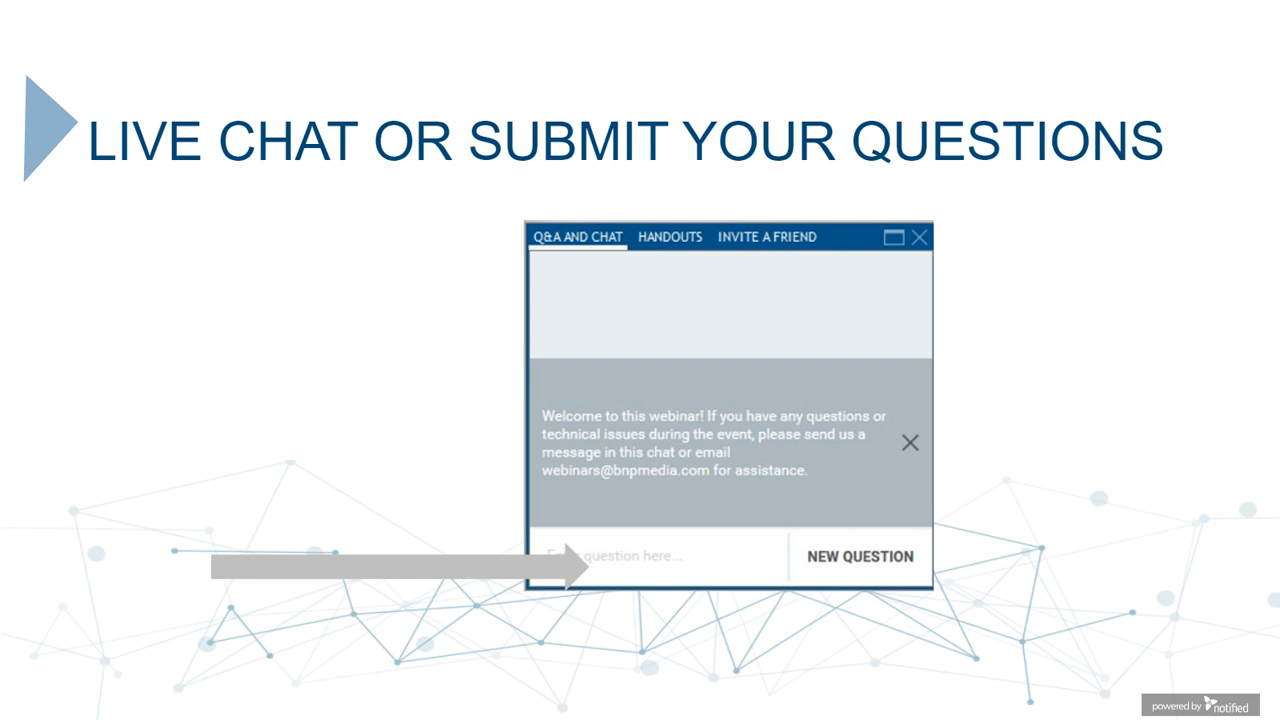 LIVE CHAT OR SUBMIT YOUR QUESTIONS
Q&A AND CHAT HANDOUTS INVITE A FRIEND
Welcome to this webinar! If you have any questions or
technical issues during the event, please send us a
message in this chat or email
webinars@bnpmedia.com for assistance.
question here...
NEW QUESTION
powered by notified